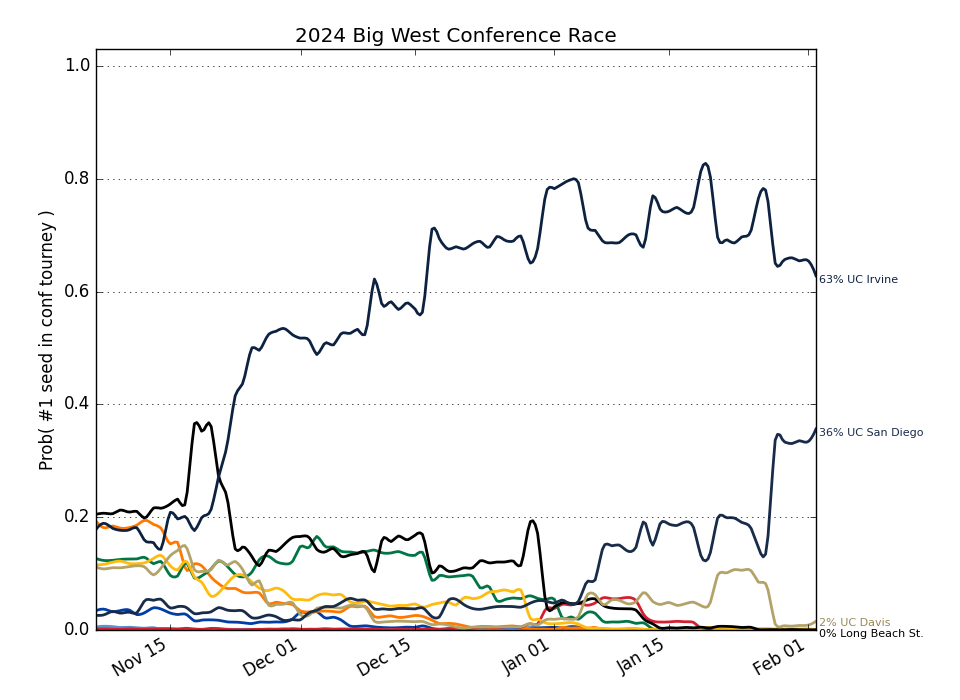 2024 Big West Conference Race
Prob( #1 seed in conf tourney )
1.0
0.8
0.6
0.4
0.2
0.0
63% UC Irvine
36% UC San Diego
2% UC Davis
0% Long Beach St.
Nov 15
Dec 01
Dec 15
Jan 01
Jan 15
Feb 01